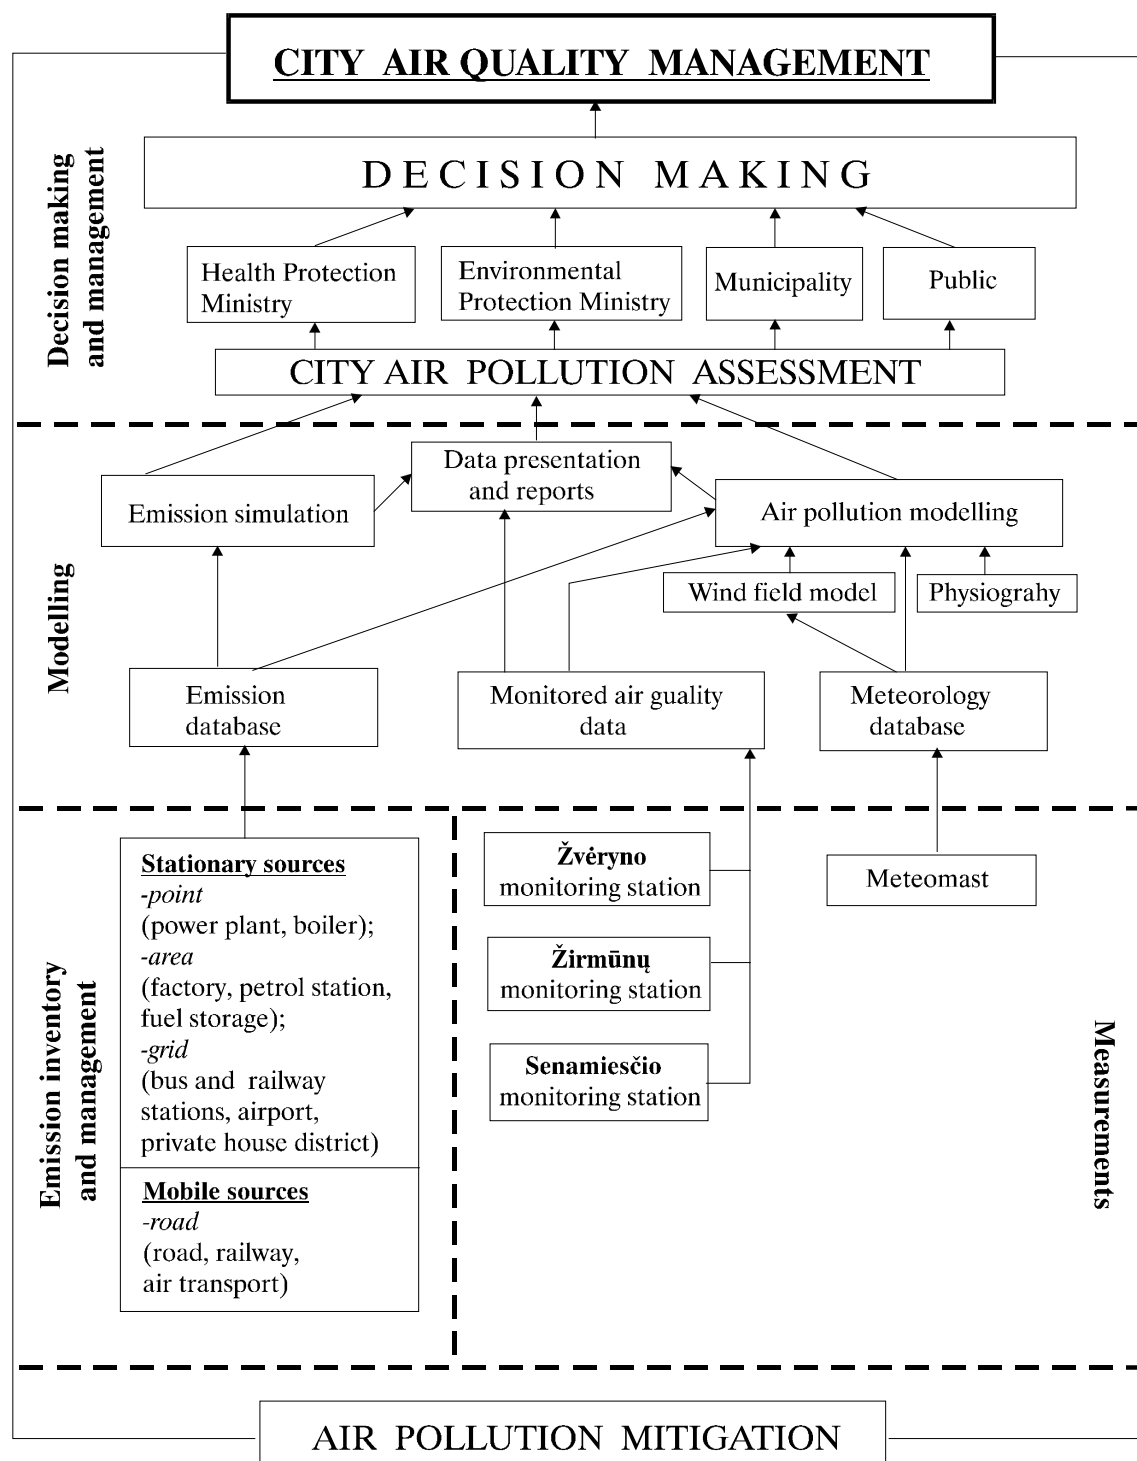 CITY AIR QUALITY MANAGEMENT
Decision making
and management
DECISION MAKING
Health Protection
Ministry
Environmental
Protection Ministry
Municipality
Public
CITY AIR POLLUTION ASSESSMENT
Modelling
Data presentation
and reports
Emission simulation
Air pollution modelling
Wind field model
Physiograhy
Emission
database
Monitored air guality
data
Meteorology
database
Emission inventory
and management
Stationary sources
-point
(power plant, boiler);
-area
(factory, petrol station,
fuel storage);
-grid
(bus and railway
stations, airport,
private house district)
Mobile sources
-road
(road, railway,
air transport)
Žvėryno
monitoring station
Žirmūnų
monitoring station
Senamiesčio
monitoring station
Meteomast
Measurements
AIR POLLUTION MITIGATION